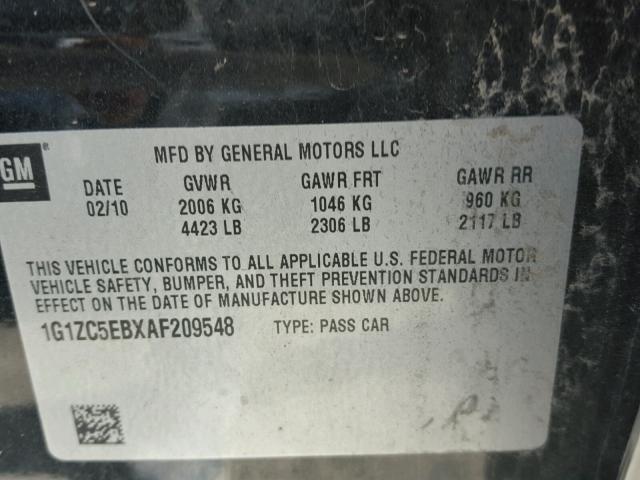 GM®
MFD BY GENERAL MOTORS LLC
DATE GVWR GAWR FRT GAWR RR
02/10 2006 KG 1046 KG 960 KG
4423 LB 2306 LB 2117 LB
THIS VEHICLE CONFORMS TO ALL APPLICABLE U.S. FEDERAL MOTOR
VEHICLE SAFETY, BUMPER, AND THEFT PREVENTION STANDARDS IN
EFFECT ON THE DATE OF MANUFACTURE SHOWN ABOVE.
1G1ZC5EBXAF209548 TYPE: PASS CAR